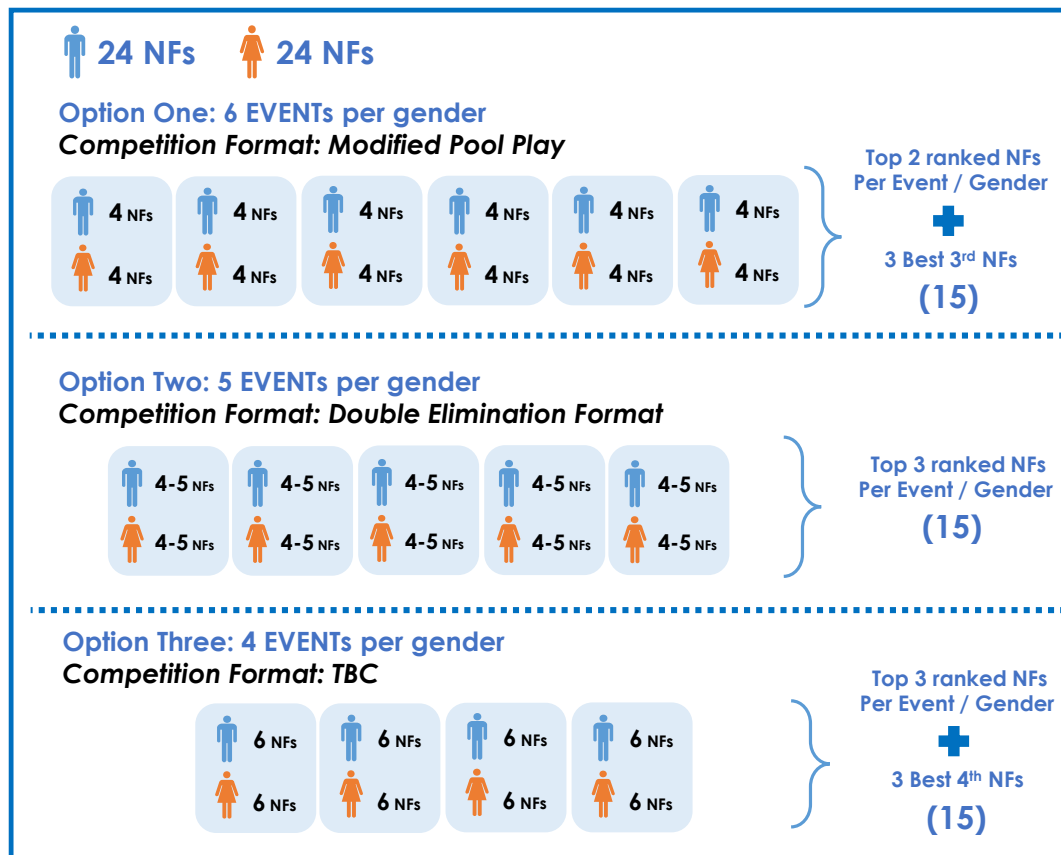 24 NFs 24 NFs
Option One: 6 EVENTs per gender
Competition Format: Modified Pool Play
4 NFs 4 NFs 4 NFs 4 NFs 4 NFs 4 NFs
4 NFs 4 NFs 4 NFs 4 NFs 4 NFs 4 NFs
Top 2 ranked NFs
Per Event / Gender
3 Best 3rd NFs
(15)
Option Two: 5 EVENTs per gender
Competition Format: Double Elimination Format
4-5 NFs 4-5 NFs 4-5 NFs 4-5 NFs 4-5 NFs
4-5 NFs 4-5 NFs 4-5 NFs 4-5 NFs 4-5 NFs
Top 3 ranked NFs
Per Event / Gender
(15)
Option Three: 4 EVENTs per gender
Competition Format: TBC
6 NFs 6 NFs 6 NFs 6 NFs
6 NFs 6 NFs 6 NFs 6 NFs
Top 3 ranked NFs
Per Event / Gender
3 Best 4th NFs
(15)